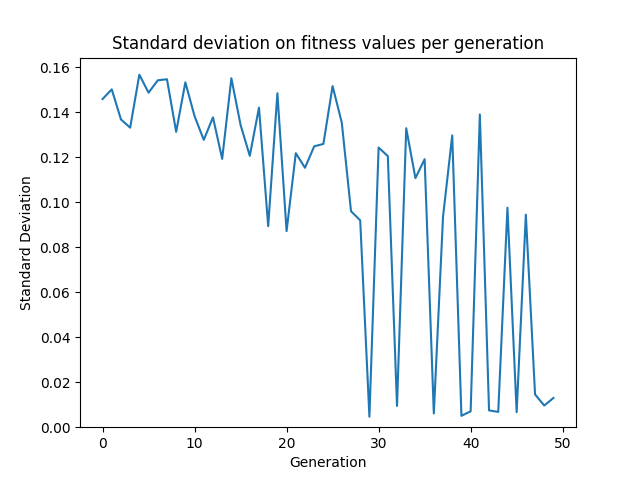 Standard deviation on fitness values per generation
0.16
0.14
0.12
0.10
0.08
0.06
0.04
0.02
0.00
Standard Deviation
0 10 20 30 40 50
Generation